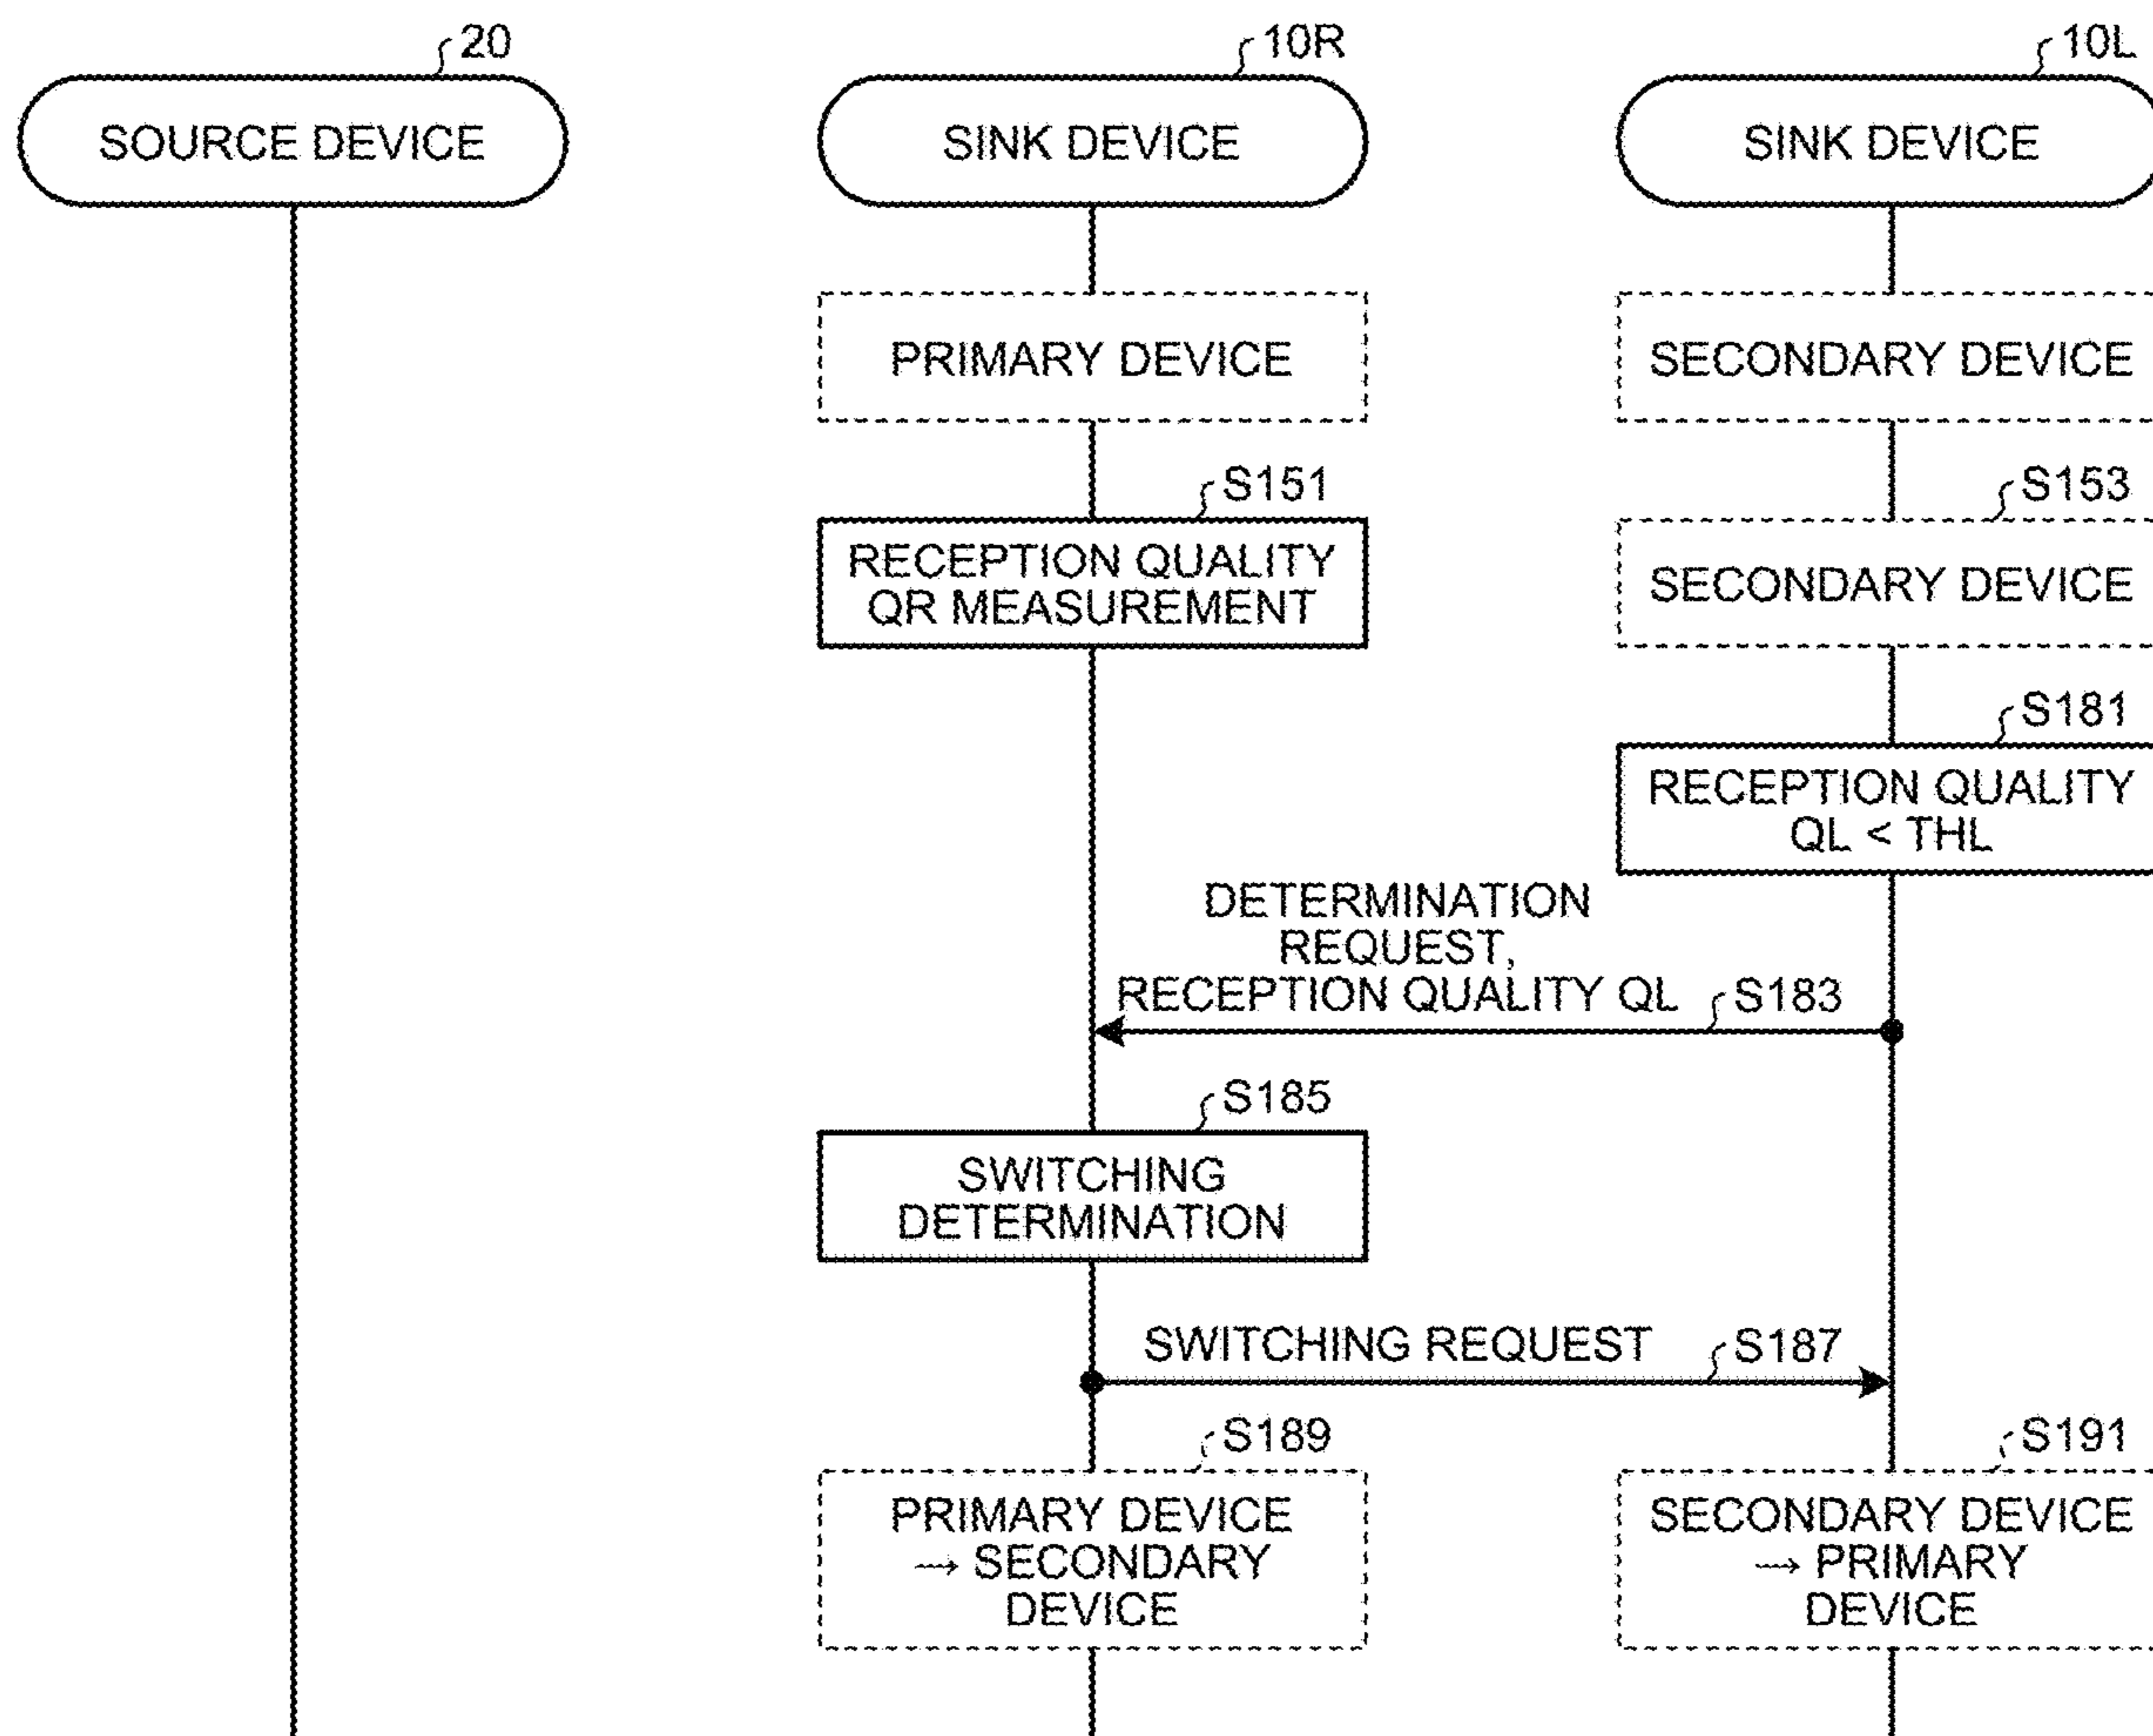 20
10R
10L
SOURCE DEVICE
SINK DEVICE
SINK DEVICE
PRIMARY DEVICE
SECONDARY DEVICE
S151
S153
RECEPTION QUALITY
QR MEASUREMENT
SECONDARY DEVICE
S181
RECEPTION QUALITY
QL < THL
DETERMINATION
REQUEST,
RECEPTION QUALITY QL
S183
S185
SWITCHING
DETERMINATION
SWITCHING REQUEST
S187
S189
S191
PRIMARY DEVICE
→ SECONDARY
DEVICE
SECONDARY DEVICE
→ PRIMARY
DEVICE